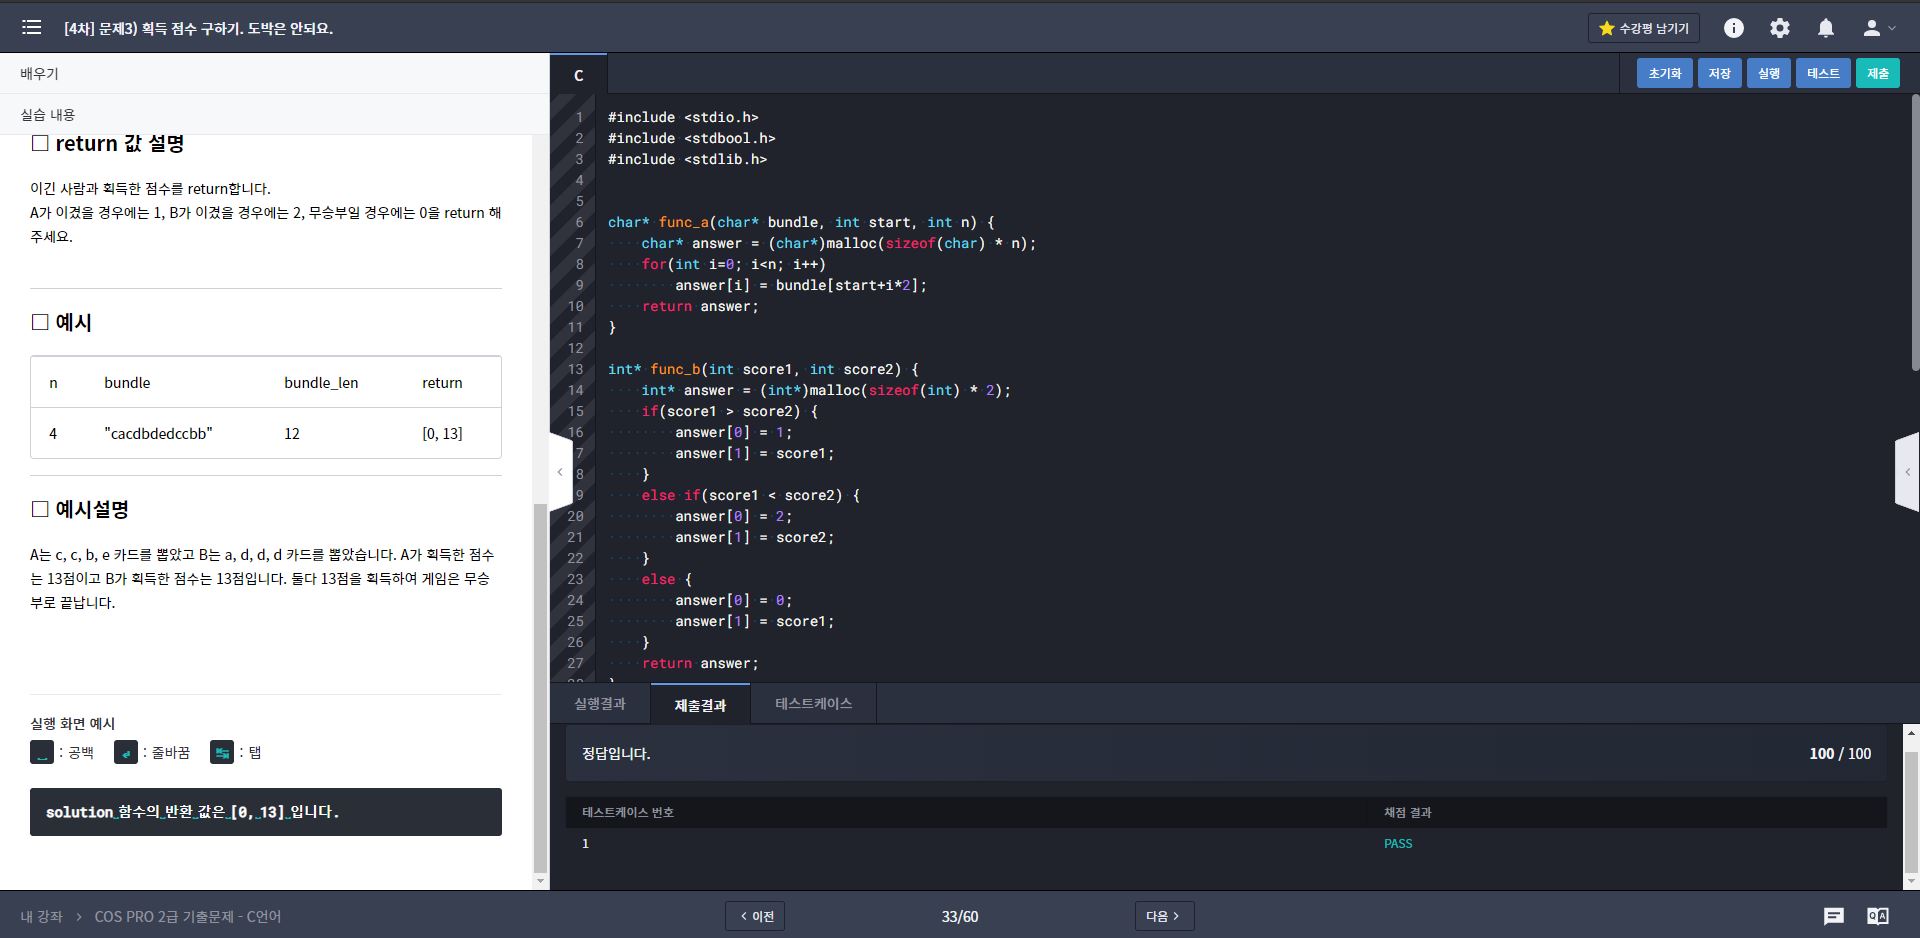 [4차] 문제3) 획득 점수 구하기. 도박은 안되요.
수강평 남기기
배우기
실습 내용
□ return 값 설명
이긴 사람과 획득한 점수를 return합니다.
A가 이겼을 경우에는 1, B가 이겼을 경우에는 2, 무승부일 경우에는 0을 return 해
주세요.
□ 예시
n bundle bundle_len return
4 "cacdbdedccbb" 12 [0, 13]
□ 예시설명
A는 c, c, b, e 카드를 뽑았고 B는 a, d, d, d 카드를 뽑았습니다. A가 획득한 점수
는 13점이고 B가 획득한 점수는 13점입니다. 둘다 13점을 획득하여 게임은 무승
부로 끝납니다.
실행 화면 예시
: 공백 : 줄바꿈 : 탭
solution_함수의_반환_값은_[0,_13]_입니다.
C
초기화 저장 실행 테스트 제출
1 #include <stdio.h>
2 #include <stdbool.h>
3 #include <stdlib.h>
4
5
6 char* func_a(char* bundle, int start, int n) {
7 char* answer = (char*)malloc(sizeof(char) * n);
8 for(int i=0; i<n; i++)
9 answer[i] = bundle[start+i*2];
10 return answer;
11 }
12
13 int* func_b(int score1, int score2) {
14 int* answer = (int*)malloc(sizeof(int) * 2);
15 if(score1 > score2) {
16 answer[0] = 1;
7 answer[1] = score1;
8 }
9 else if(score1 < score2) {
20 answer[0] = 2;
21 answer[1] = score2;
22 }
23 else {
24 answer[0] = 0;
25 answer[1] = score1;
26 }
27 return answer;
실행결과 제출결과 테스트케이스
정답입니다. 100 / 100
테스트케이스 번호 채점 결과
1 PASS
내 강좌 > COS PRO 2급 기출문제 - C언어
< 이전 33/60 다음 >
Q A